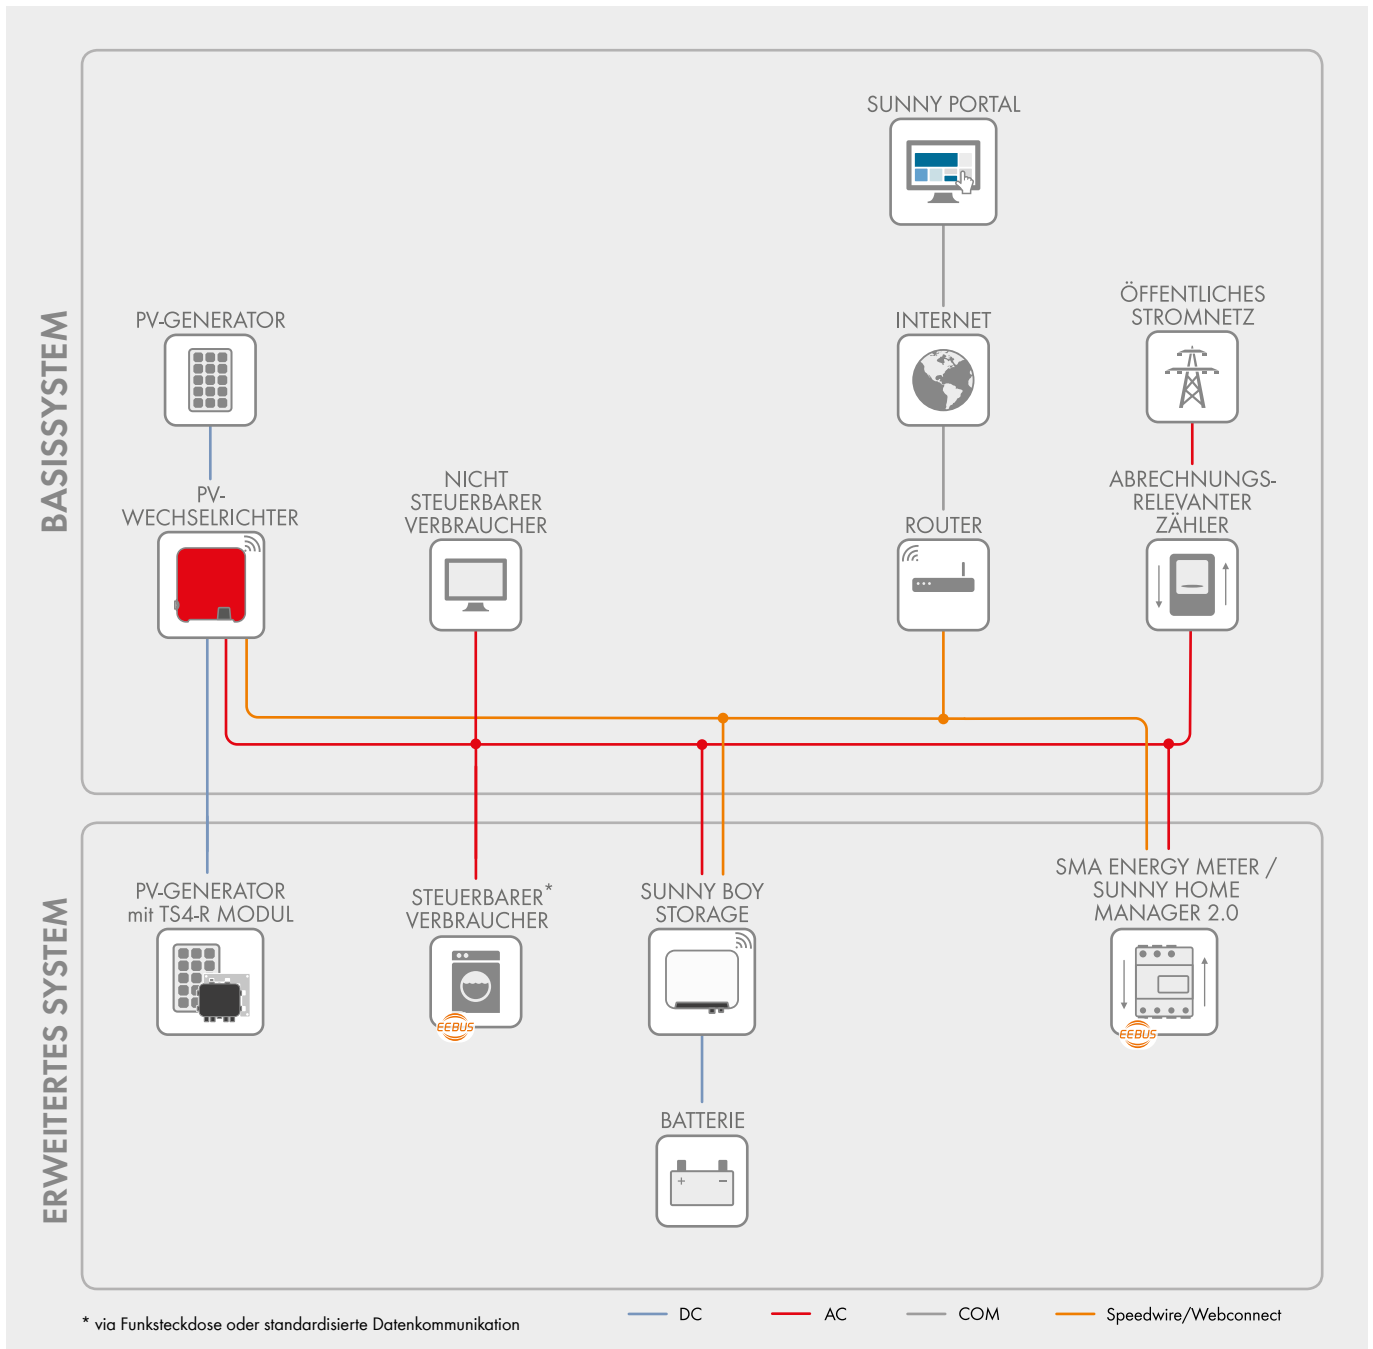 BASISSYSTEM
SUNNY PORTAL
PV-GENERATOR
INTERNET
ÖFFENTLICHES
STROMNETZ
PV-
WECHSELRICHTER
NICHT
STEUERBARER
VERBRAUCHER
ROUTER
ABRECHNUNGS-
RELEVANTER
ZÄHLER
ERWEITERTES SYSTEM
PV-GENERATOR
mit TS4-R MODUL
STEUERBARER*
VERBRAUCHER
EEBUS
SUNNY BOY
STORAGE
SMA ENERGY METER /
SUNNY HOME
MANAGER 2.0
EEBUS
BATTERIE
+ −
* via Funksteckdose oder standardisierte Datenkommunikation
DC
AC
COM
Speedwire/Webconnect